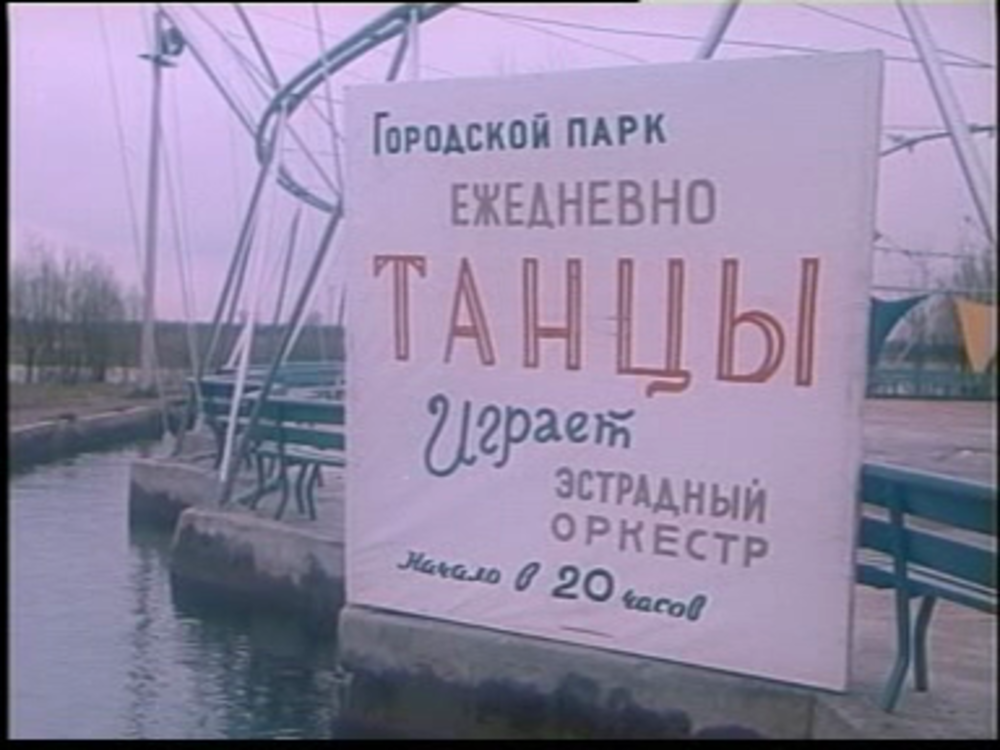 Городской парк
ежедневно
ТАНЦЫ
Играет
эстрадный
оркестр
Начало в 20 часов